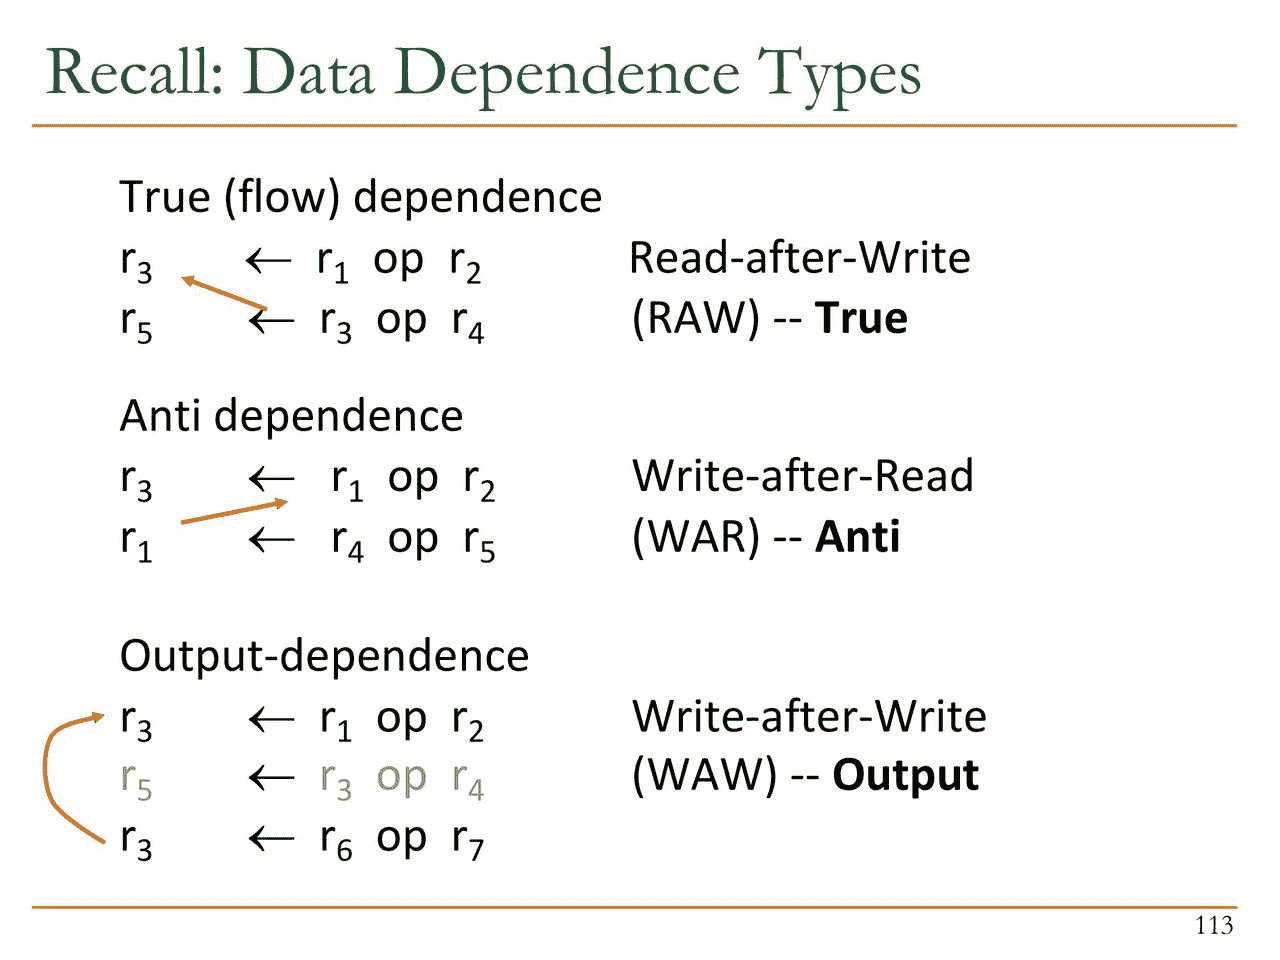 Recall: Data Dependence Types
True (flow) dependence
r3 ← r1 op r2 Read-after-Write
r5 ← r3 op r4 (RAW) -- True
Anti dependence
r3 ← r1 op r2 Write-after-Read
r1 ← r4 op r5 (WAR) -- Anti
Output-dependence
r3 ← r1 op r2 Write-after-Write
r5 ← r3 op r4 (WAW) -- Output
r3 ← r6 op r7
113